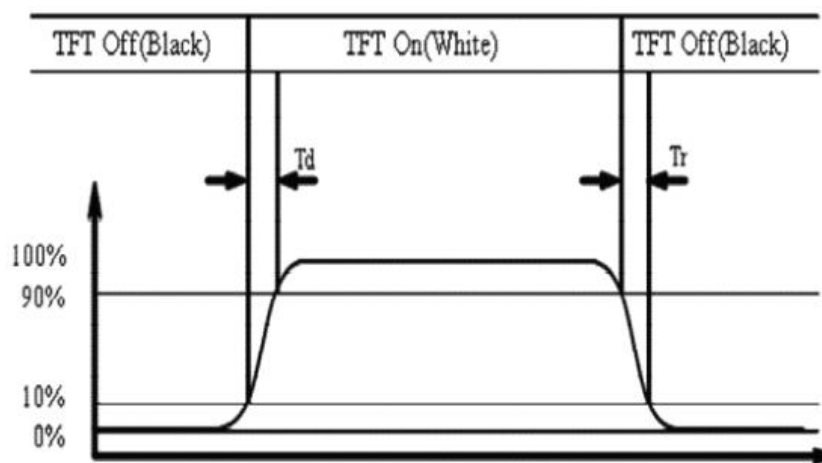 TFT Off(Black) TFT On(White) TFT Off(Black)
Td Tr
100%
90%
10%
0%